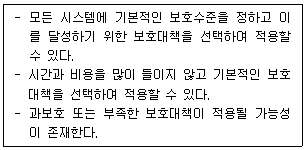 - 모든 시스템에 기본적인 보호수준을 정하고 이
를 달성하기 위한 보호대책을 선택하여 적용할
수 있다.
- 시간과 비용을 많이 들이지 않고 기본적인 보호
대책을 선택하여 적용할 수 있다.
- 과보호 또는 부족한 보호대책이 적용될 가능성
이 존재한다.